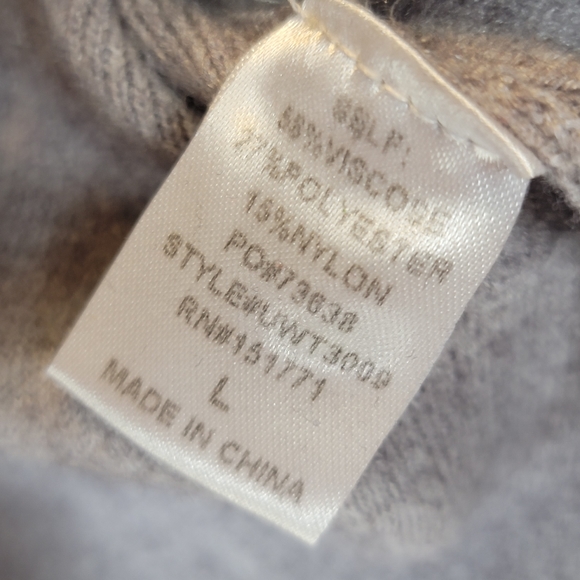 SELF:
58%VISCOSE
27%POLYESTER
15%NYLON
PO#73638
STYLE#UWT3009
RN#151771
L
MADE IN CHINA